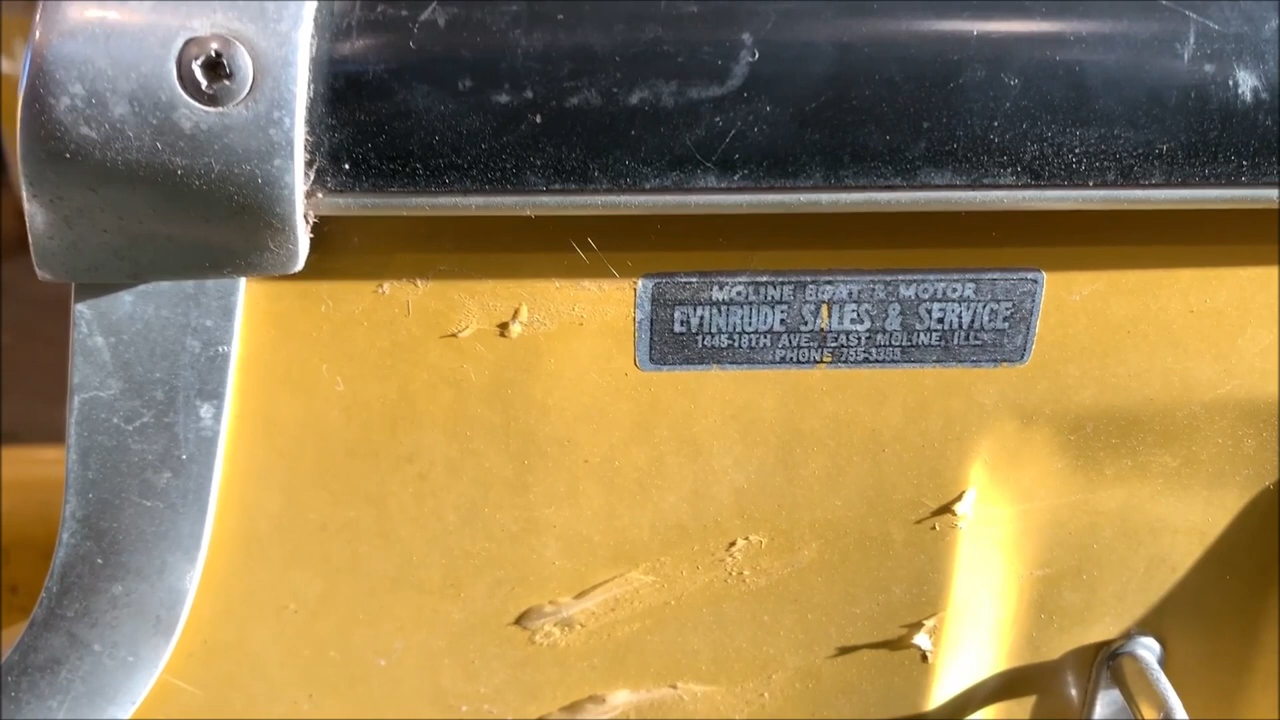 MOLINE BOAT & MOTOR
EVINRUDE SALES & SERVICE
1445-18TH AVE. EAST MOLINE, ILL.
PHONE 755-3355